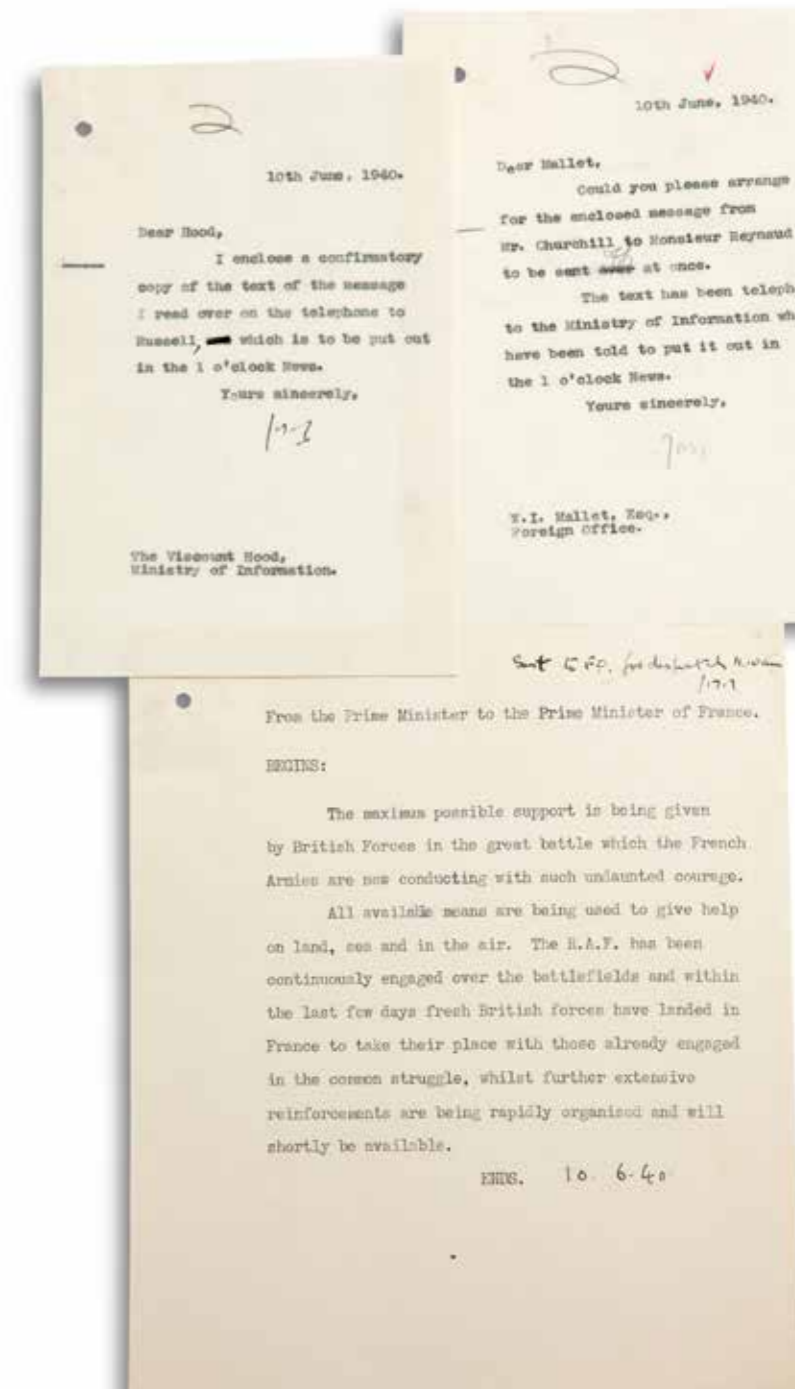 10th June, 1940.
Dear Hood,
I enclose a confirmatory
copy of the text of the message
I read over on the telephone to
Russell, which is to be put out
in the 1 o'clock News.
Yours sincerely,
The Viscount Hood,
Ministry of Information.
10th June, 1940.
Dear Mallet,
Could you please arrange
for the enclosed message from
Mr. Churchill to Monsieur Reynaud
to be sent over at once.
The text has been teleph
to the Ministry of Information wh
have been told to put it out in
the 1 o'clock News.
Yours sincerely,
Mallet, Esq.,
Foreign Office.
Sent to F.O. for despatch
From the Prime Minister to the Prime Minister of France.
BEGINS:
The maximum possible support is being given
by British Forces in the great battle which the French
Armies are now conducting with such undaunted courage.
All available means are being used to give help
on land, sea and in the air. The R.A.F. has been
continuously engaged over the battlefields and within
the last few days fresh British forces have landed in
France to take their place with those already engaged
in the common struggle, whilst further extensive
reinforcements are being rapidly organised and will
shortly be available.
ENDS. 10. 6.40